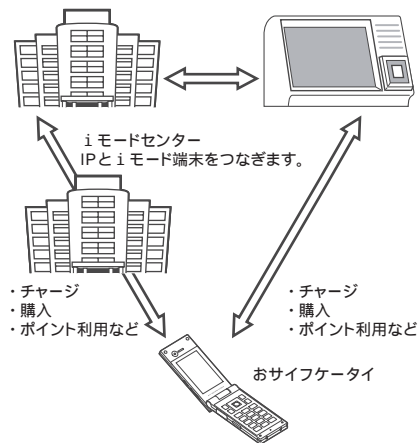 iモードセンター
IPとiモード端末をつなぎます。
・チャージ
・購入
・ポイント利用など
・チャージ
・購入
・ポイント利用など
おサイフケータイ